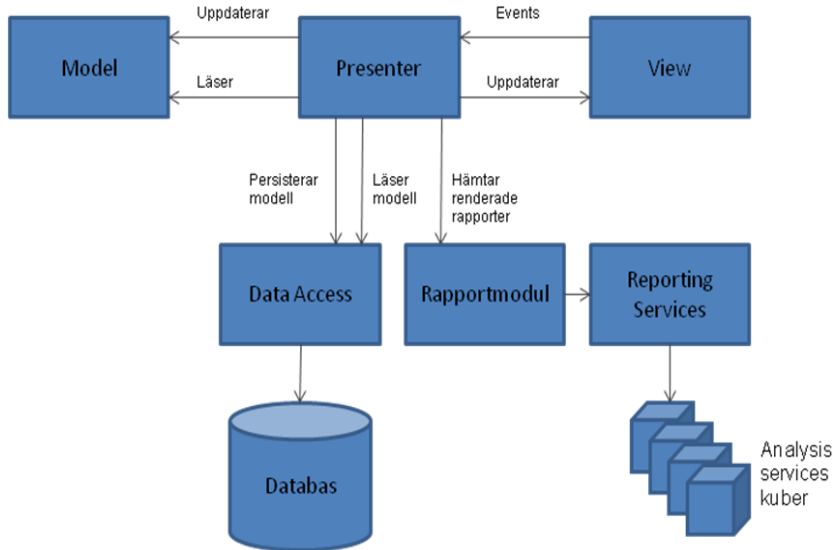 Uppdaterar
Events
Model
Presenter
View
Läser
Uppdaterar
Persisterar
modell
Läser
modell
Hämtar
renderade
rapporter
Data Access
Rapportmodul
Reporting
Services
Databas
Analysis
services
kuber